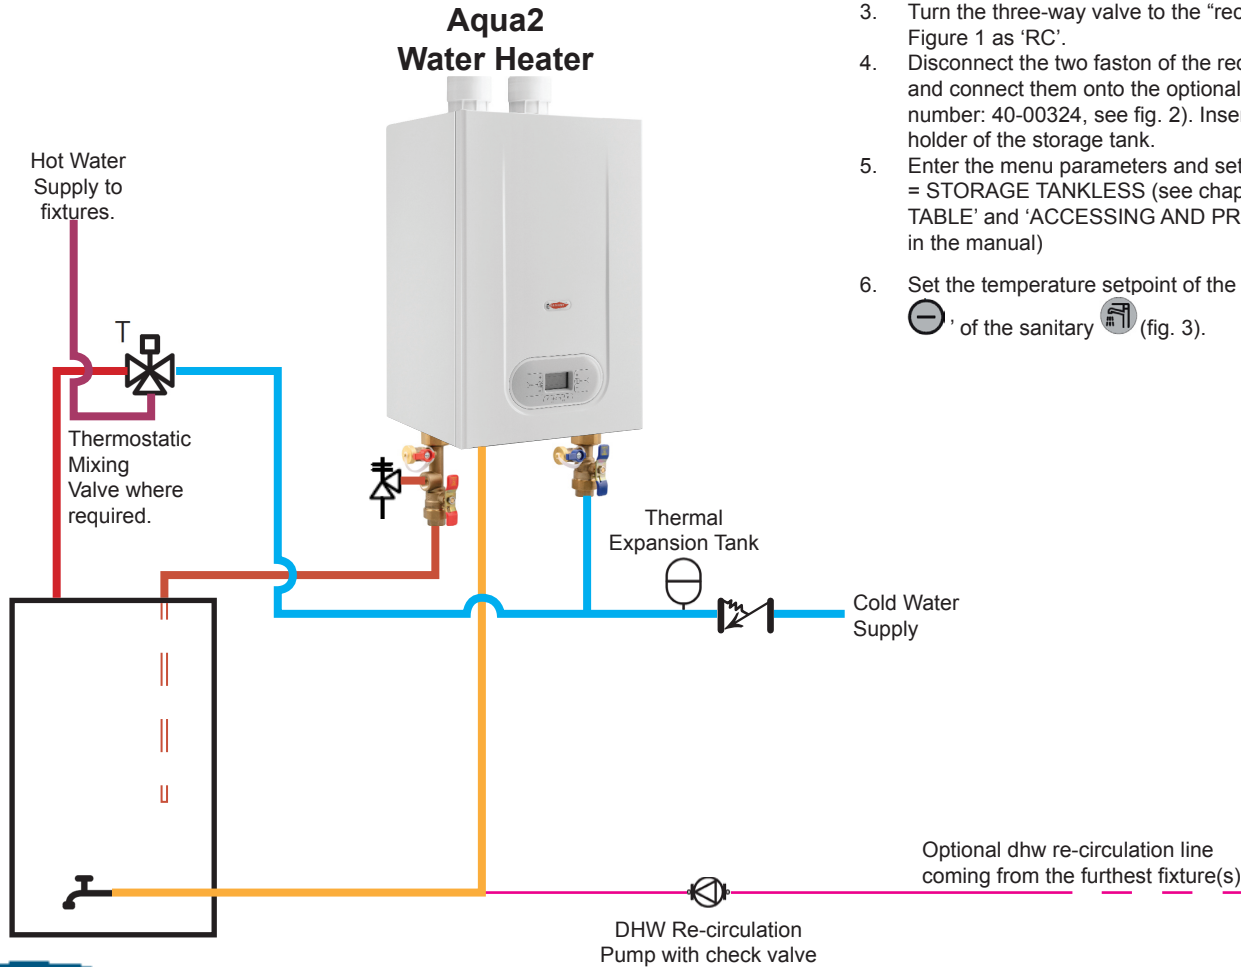 Aqua2
Water Heater
3. Turn the three-way valve to the “rec
Figure 1 as ‘RC’.
4. Disconnect the two faston of the rec
and connect them onto the optional
number: 40-00324, see fig. 2). Inser
holder of the storage tank.
5. Enter the menu parameters and set
= STORAGE TANKLESS (see chap
TABLE’ and ‘ACCESSING AND PR
in the manual)
6. Set the temperature setpoint of the
’ of the sanitary (fig. 3).
Hot Water
Supply to
fixtures.
T
Thermostatic
Mixing
Valve where
required.
Thermal
Expansion Tank
Cold Water
Supply
Optional dhw re-circulation line
coming from the furthest fixture(s)
DHW Re-circulation
Pump with check valve